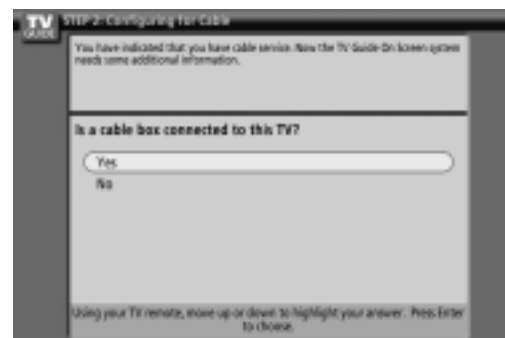 TV
GUIDE
STEP 2: Configuring for Cable
You have indicated that you have cable service. Now the TV Guide On Screen system
needs some additional information.
Is a cable box connected to this TV?
Yes
No
Using your TV remote, move up or down to highlight your answer. Press Enter
to choose.